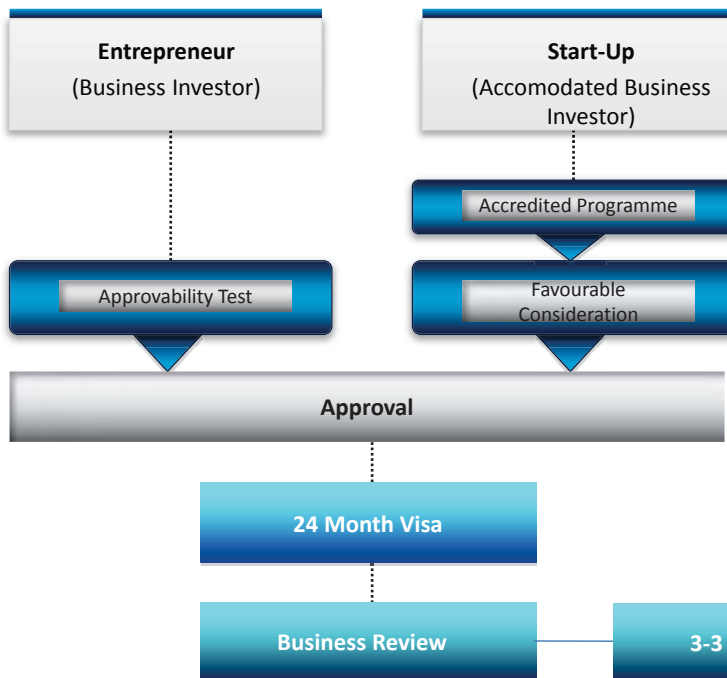 Entrepreneur
(Business Investor)
Start-Up
(Accomodated Business
Investor)
Accredited Programme
Approvability Test
Favourable
Consideration
Approval
24 Month Visa
Business Review
3-3